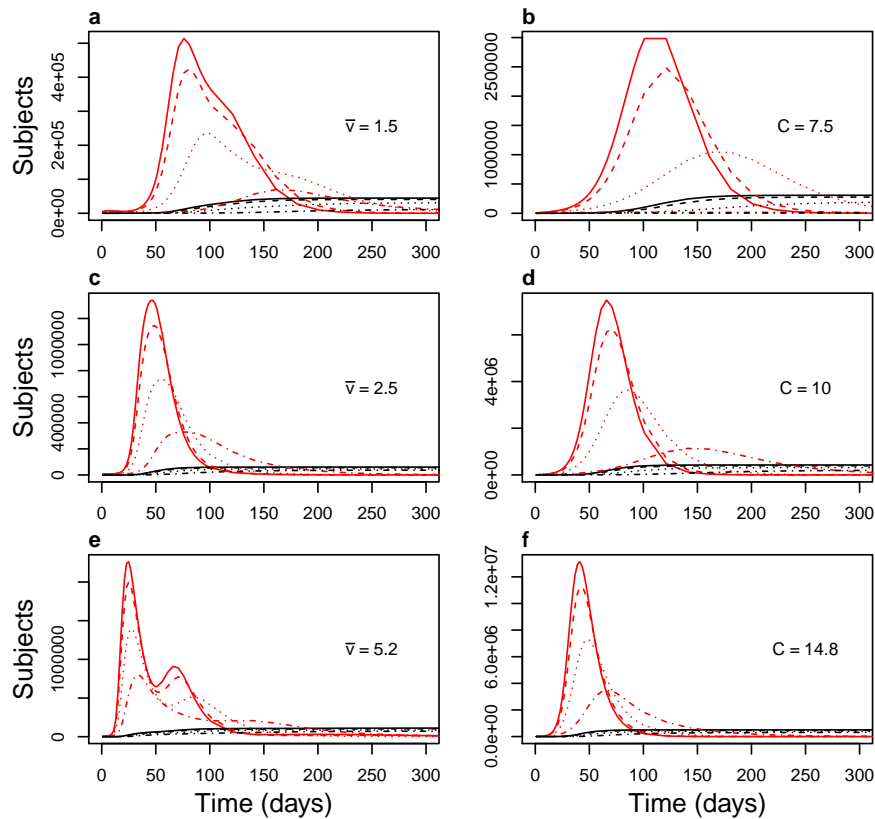 a
Subjects
0e+00 2e+05 4e+05
v̅ = 1.5
0 50 100 150 200 250 300
b
0 1000000 2500000
C = 7.5
0 50 100 150 200 250 300
c
Subjects
0 400000 1000000
v̅ = 2.5
0 50 100 150 200 250 300
d
0e+00 4e+06
C = 10
0 50 100 150 200 250 300
e
Subjects
0 1000000
v̅ = 5.2
0 50 100 150 200 250 300
Time (days)
f
0.0e+00 6.0e+06 1.2e+07
C = 14.8
0 50 100 150 200 250 300
Time (days)